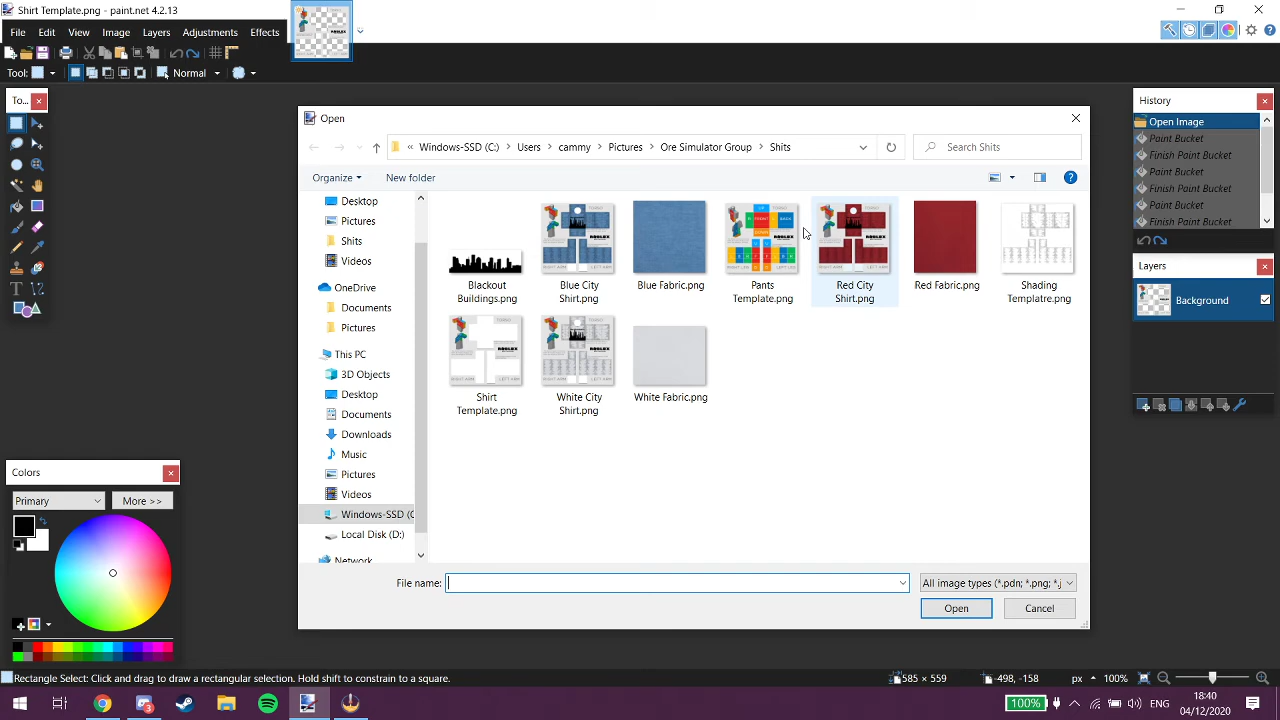 Shirt Template.png - paint.net 4.2.13
File Edit View Image Layers Adjustments Effects
Tool: Normal
To...
Open
« Windows-SSD (C:) > Users > cammy > Pictures > Ore Simulator Group > Shits
Search Shits
Organize New folder
Desktop
Pictures
Shits
Videos
OneDrive
Documents
Pictures
This PC
3D Objects
Desktop
Documents
Downloads
Music
Pictures
Videos
Windows-SSD (C
Local Disk (D:)
Network
Blackout
Buildings.png
Blue City
Shirt.png
Blue Fabric.png
Pants
Template.png
Red City
Shirt.png
Red Fabric.png
Shading
Templatre.png
Shirt
Template.png
White City
Shirt.png
White Fabric.png
File name:
All image types (*.pdn; *.png; *.j
Open Cancel
History
Open Image
Paint Bucket
Finish Paint Bucket
Paint Bucket
Finish Paint Bucket
Paint Bucket
Finish Paint Bucket
Layers
Background
Colors
Primary More >>
Rectangle Select: Click and drag to draw a rectangular selection. Hold shift to constrain to a square.
585 x 559
-498, -158
px 100%
100%
ENG
18:40
04/12/2020